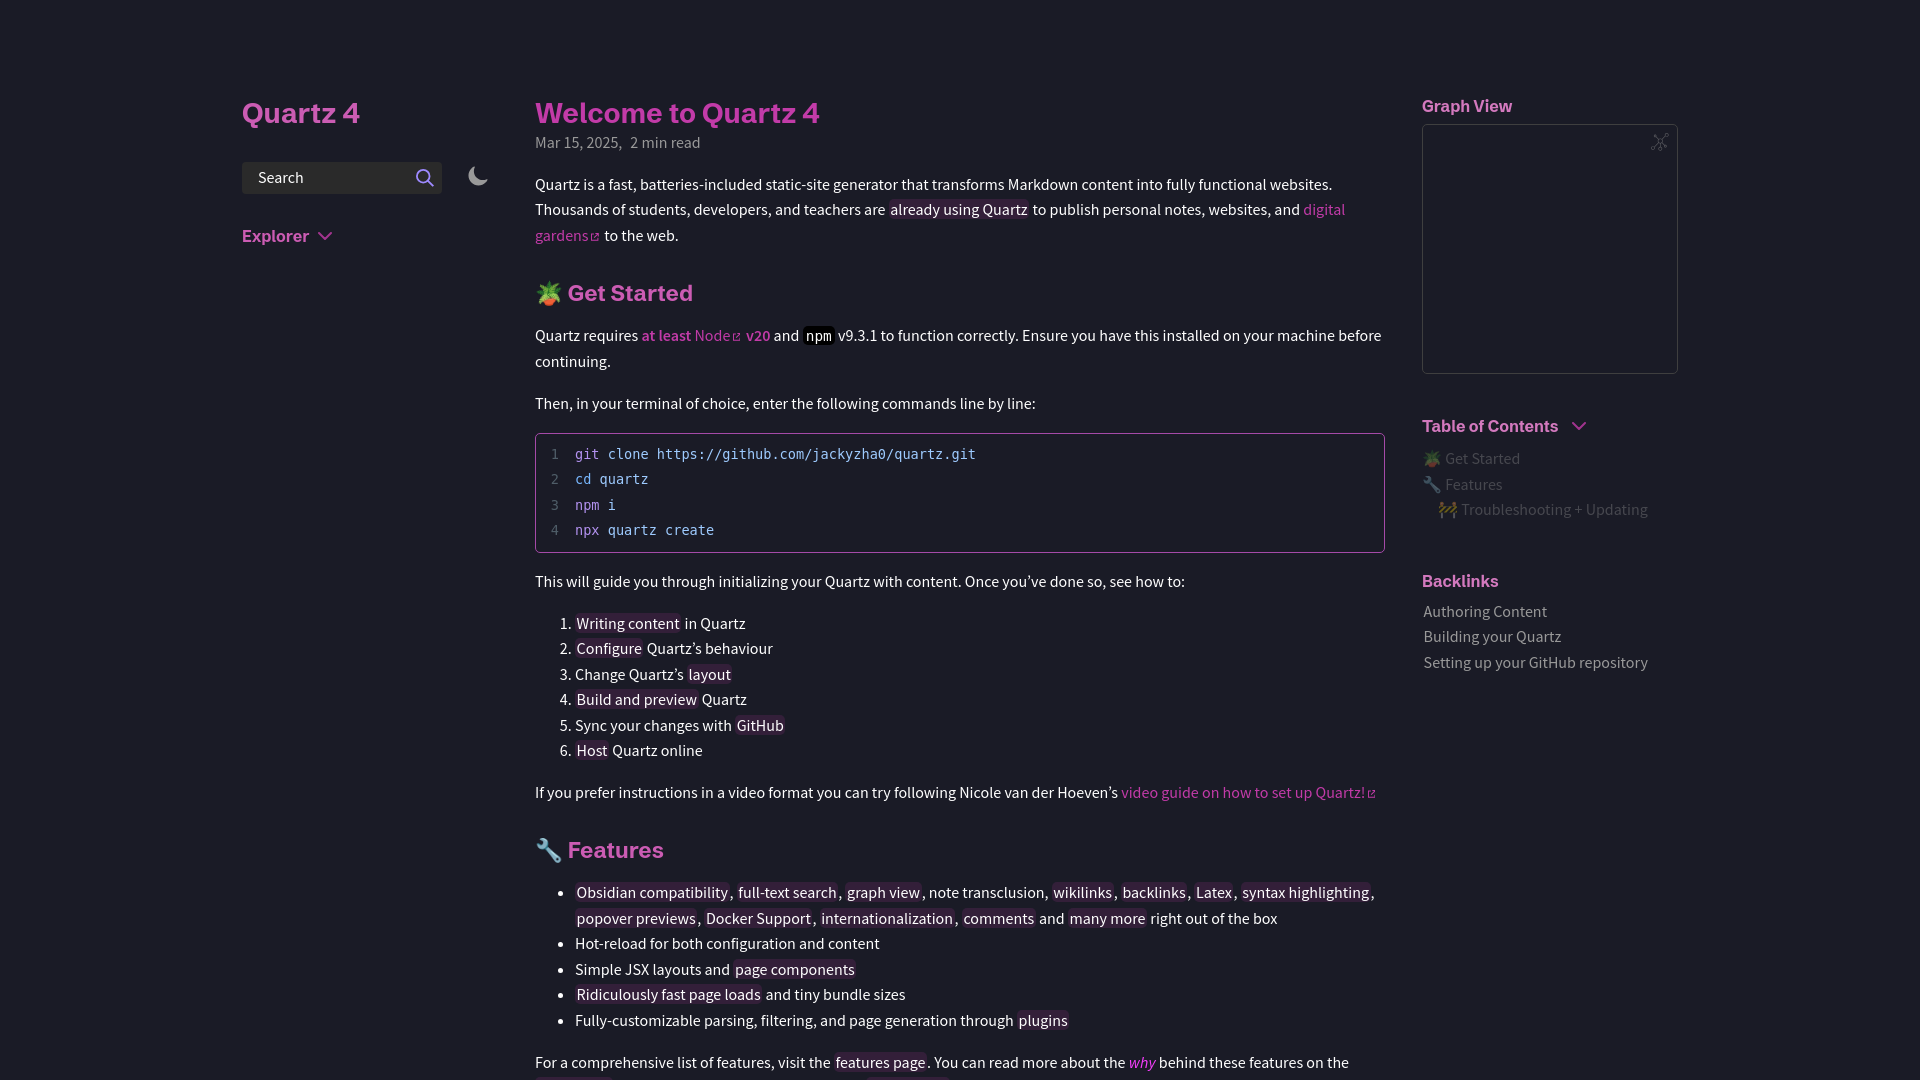 Quartz 4
Search
Explorer
Welcome to Quartz 4
Mar 15, 2025, 2 min read
Quartz is a fast, batteries-included static-site generator that transforms Markdown content into fully functional websites.
Thousands of students, developers, and teachers are already using Quartz to publish personal notes, websites, and digital
gardens to the web.
🪴 Get Started
Quartz requires at least Node v20 and npm v9.3.1 to function correctly. Ensure you have this installed on your machine before
continuing.
Then, in your terminal of choice, enter the following commands line by line:
1 git clone https://github.com/jackyzha0/quartz.git
2 cd quartz
3 npm i
4 npx quartz create
This will guide you through initializing your Quartz with content. Once you’ve done so, see how to:
1. Writing content in Quartz
2. Configure Quartz’s behaviour
3. Change Quartz’s layout
4. Build and preview Quartz
5. Sync your changes with GitHub
6. Host Quartz online
If you prefer instructions in a video format you can try following Nicole van der Hoeven’s video guide on how to set up Quartz!
🔧 Features
• Obsidian compatibility, full-text search, graph view, note transclusion, wikilinks, backlinks, Latex, syntax highlighting,
popover previews, Docker Support, internationalization, comments and many more right out of the box
• Hot-reload for both configuration and content
• Simple JSX layouts and page components
• Ridiculously fast page loads and tiny bundle sizes
• Fully-customizable parsing, filtering, and page generation through plugins
For a comprehensive list of features, visit the features page. You can read more about the why behind these features on the
Graph View
Table of Contents
🪴 Get Started
🔧 Features
🚧 Troubleshooting + Updating
Backlinks
Authoring Content
Building your Quartz
Setting up your GitHub repository